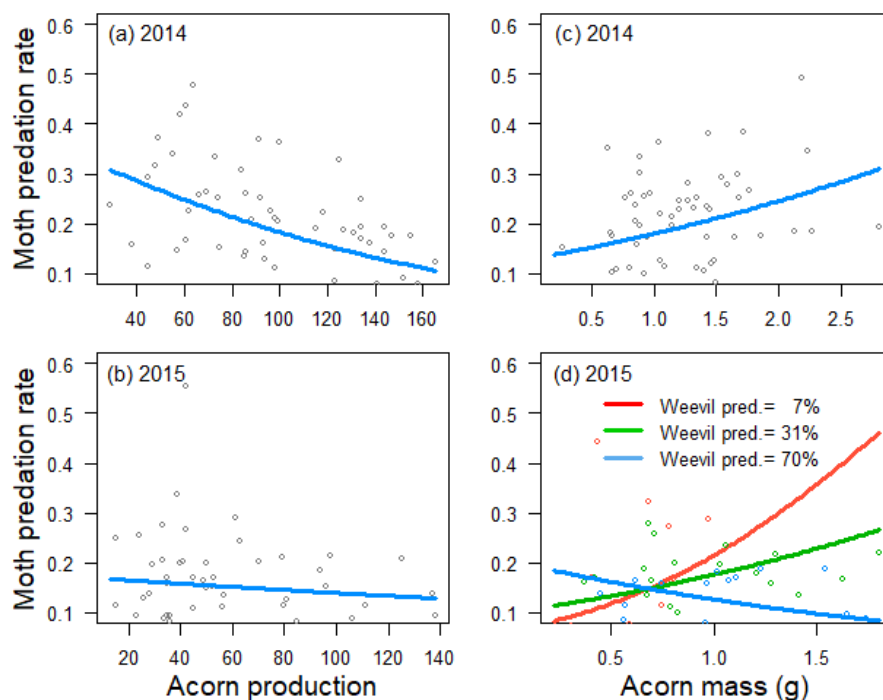 (a) 2014
Moth predation rate
0.6
0.5
0.4
0.3
0.2
0.1
40 60 80 100 120 140 160
(c) 2014
0.6
0.5
0.4
0.3
0.2
0.1
0.5 1.0 1.5 2.0 2.5
(b) 2015
Moth predation rate
0.6
0.5
0.4
0.3
0.2
0.1
20 40 60 80 100 120 140
Acorn production
(d) 2015
Weevil pred.= 7%
Weevil pred.= 31%
Weevil pred.= 70%
0.6
0.5
0.4
0.3
0.2
0.1
0.5 1.0 1.5
Acorn mass (g)